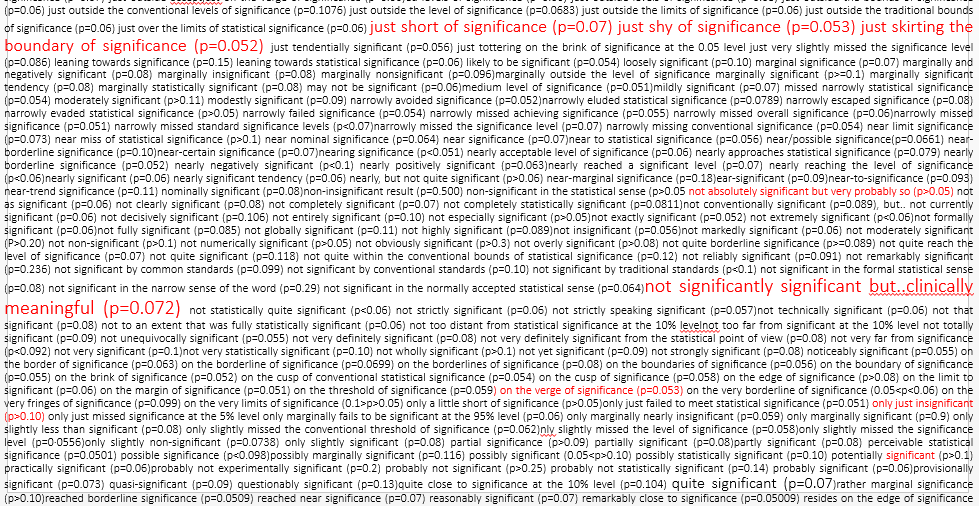 (p=0.06) just outside the conventional levels of significance (p=0.1076) just outside the level of significance (p=0.0683) just outside the limits of significance (p=0.06) just outside the traditional bounds
of significance (p=0.06) just over the limits of statistical significance (p=0.06) just short of significance (p=0.07) just shy of significance (p=0.053) just skirting the
boundary of significance (p=0.052) just tendentially significant (p=0.056) just tottering on the brink of significance at the 0.05 level just very slightly missed the significance level
(p=0.086) leaning towards significance (p=0.15) leaning towards statistical significance (p=0.06) likely to be significant (p=0.054) loosely significant (p=0.10) marginal significance (p=0.07) marginally and
negatively significant (p=0.08) marginally insignificant (p=0.08) marginally nonsignificant (p=0.096)marginally outside the level of significance marginally significant (p>=0.1) marginally significant
tendency (p=0.08) marginally statistically significant (p=0.08) may not be significant (p=0.06)medium level of significance (p=0.051)mildly significant (p=0.07) missed narrowly statistical significance
(p=0.054) moderately significant (p>0.11) modestly significant (p=0.09) narrowly avoided significance (p=0.052)narrowly eluded statistical significance (p=0.0789) narrowly escaped significance (p=0.08)
narrowly evaded statistical significance (p>0.05) narrowly failed significance (p=0.054) narrowly missed achieving significance (p=0.055) narrowly missed overall significance (p=0.06)narrowly missed
significance (p=0.051) narrowly missed standard significance levels (p<0.07)narrowly missed the significance level (p=0.07) narrowly missing conventional significance (p=0.054) near limit significance
(p=0.073) near miss of statistical significance (p>0.1) near nominal significance (p=0.064) near significance (p=0.07)near to statistical significance (p=0.056) near/possible significance(p=0.0661) near-
borderline significance (p=0.10)near-certain significance (p=0.07)nearing significance (p<0.051) nearly acceptable level of significance (p=0.06) nearly approaches statistical significance (p=0.079) nearly
borderline significance (p=0.052) nearly negatively significant (p<0.1) nearly positively significant (p=0.063)nearly reached a significant level (p=0.07) nearly reaching the level of significance
(p<0.06)nearly significant (p=0.06) nearly significant tendency (p=0.06) nearly, but not quite significant (p>0.06) near-marginal significance (p=0.18)ear-significant (p=0.09)near-to-significance (p=0.093)
near-trend significance (p=0.11) nominally significant (p=0.08)non-insignificant result (p=0.500) non-significant in the statistical sense (p>0.05 not absolutely significant but very probably so (p>0.05) not
as significant (p=0.06) not clearly significant (p=0.08) not completely significant (p=0.07) not completely statistically significant (p=0.0811)not conventionally significant (p=0.089), but.. not currently
significant (p=0.06) not decisively significant (p=0.106) not entirely significant (p=0.10) not especially significant (p>0.05)not exactly significant (p=0.052) not extremely significant (p<0.06)not formally
significant (p=0.06)not fully significant (p=0.085) not globally significant (p=0.11) not highly significant (p=0.089)not insignificant (p=0.056)not markedly significant (p=0.06) not moderately significant
(P>0.20) not non-significant (p>0.1) not numerically significant (p>0.05) not obviously significant (p>0.3) not overly significant (p>0.08) not quite borderline significance (p>=0.089) not quite reach the
level of significance (p=0.07) not quite significant (p=0.118) not quite within the conventional bounds of statistical significance (p=0.12) not reliably significant (p=0.091) not remarkably significant
(p=0.236) not significant by common standards (p=0.099) not significant by conventional standards (p=0.10) not significant by traditional standards (p<0.1) not significant in the formal statistical sense
(p=0.08) not significant in the narrow sense of the word (p=0.29) not significant in the normally accepted statistical sense (p=0.064)not significantly significant but..clinically
meaningful (p=0.072) not statistically quite significant (p<0.06) not strictly significant (p=0.06) not strictly speaking significant (p=0.057)not technically significant (p=0.06) not that
significant (p=0.08) not to an extent that was fully statistically significant (p=0.06) not too distant from statistical significance at the 10% levelnot too far from significant at the 10% level not totally
significant (p=0.09) not unequivocally significant (p=0.055) not very definitely significant (p=0.08) not very definitely significant from the statistical point of view (p=0.08) not very far from significance
(p<0.092) not very significant (p=0.1)not very statistically significant (p=0.10) not wholly significant (p>0.1) not yet significant (p=0.09) not strongly significant (p=0.08) noticeably significant (p=0.055) on
the border of significance (p=0.063) on the borderline of significance (p=0.0699) on the borderlines of significance (p=0.08) on the boundaries of significance (p=0.056) on the boundary of significance
(p=0.055) on the brink of significance (p=0.052) on the cusp of conventional statistical significance (p=0.054) on the cusp of significance (p=0.058) on the edge of significance (p>0.08) on the limit to
significant (p=0.06) on the margin of significance (p=0.051) on the threshold of significance (p=0.059) on the verge of significance (p=0.053) on the very borderline of significance (0.05<p<0.06) on the
very fringes of significance (p=0.099) on the very limits of significance (0.1>p>0.05) only a little short of significance (p>0.05)only just failed to meet statistical significance (p=0.051) only just insignificant
(p>0.10) only just missed significance at the 5% level only marginally fails to be significant at the 95% level (p=0.06) only marginally nearly insignificant (p=0.059) only marginally significant (p=0.9) only
slightly less than significant (p=0.08) only slightly missed the conventional threshold of significance (p=0.062)nly slightly missed the level of significance (p=0.058)only slightly missed the significance
level (p=0·0556)only slightly non-significant (p=0.0738) only slightly significant (p=0.08) partial significance (p>0.09) partially significant (p=0.08)partly significant (p=0.08) perceivable statistical
significance (p=0.0501) possible significance (p<0.098)possibly marginally significant (p=0.116) possibly significant (0.05<p>0.10) possibly statistically significant (p=0.10) potentially significant (p>0.1)
practically significant (p=0.06)probably not experimentally significant (p=0.2) probably not significant (p>0.25) probably not statistically significant (p=0.14) probably significant (p=0.06)provisionally
significant (p=0.073) quasi-significant (p=0.09) questionably significant (p=0.13)quite close to significance at the 10% level (p=0.104) quite significant (p=0.07)rather marginal significance
(p>0.10)reached borderline significance (p=0.0509) reached near significance (p=0.07) reasonably significant (p=0.07) remarkably close to significance (p=0.05009) resides on the edge of significance